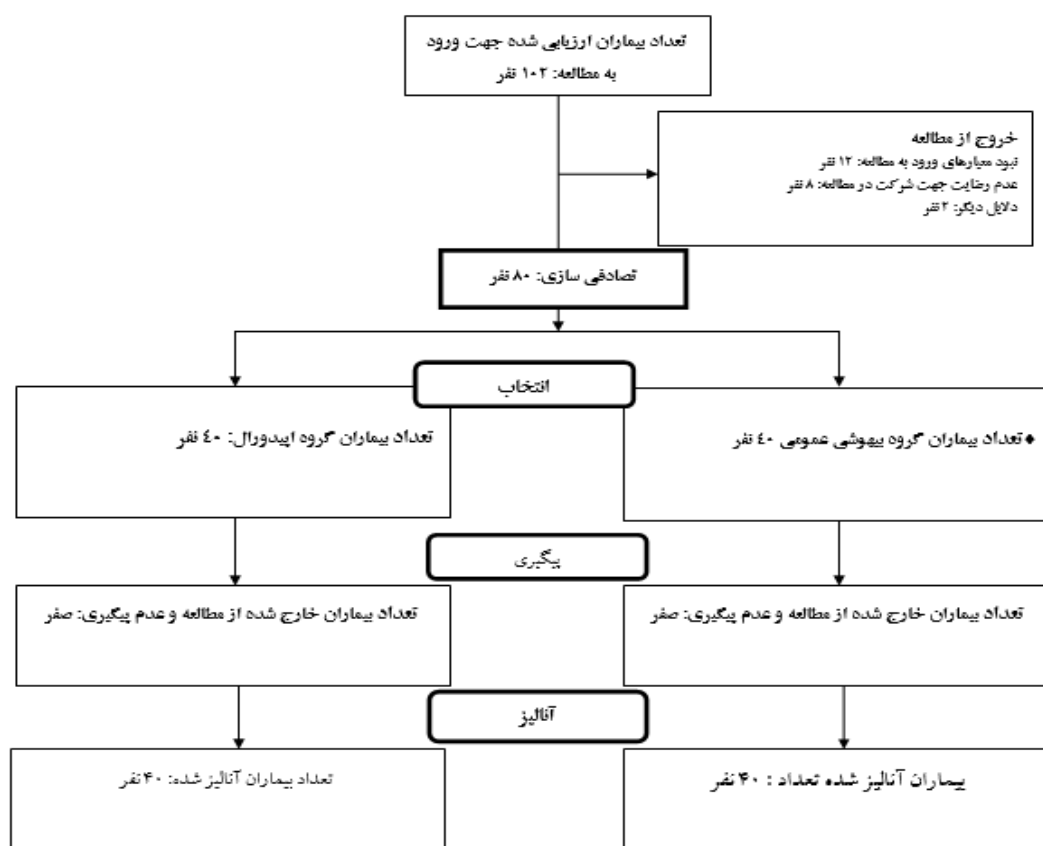 تعداد بیماران ارزیابی شده جهت ورود
به مطالعه: ۱۰۲ نفر
خروج از مطالعه
نبود معیارهای ورود به مطالعه: ۱۲ نفر
عدم رضایت جهت شرکت در مطالعه: ۸ نفر
دلایل دیگر: ۲ نفر
تصادفی سازی: ۸۰ نفر
انتخاب
♦ تعداد بیماران گروه بیهوشی عمومی ٤۰ نفر
تعداد بیماران گروه اپیدورال: ٤۰ نفر
پیگیری
تعداد بیماران خارج شده از مطالعه و عدم پیگیری: صفر
تعداد بیماران خارج شده از مطالعه و عدم پیگیری: صفر
آنالیز
بیماران آنالیز شده تعداد : ۴۰ نفر
تعداد بیماران آنالیز شده: ۴۰ نفر